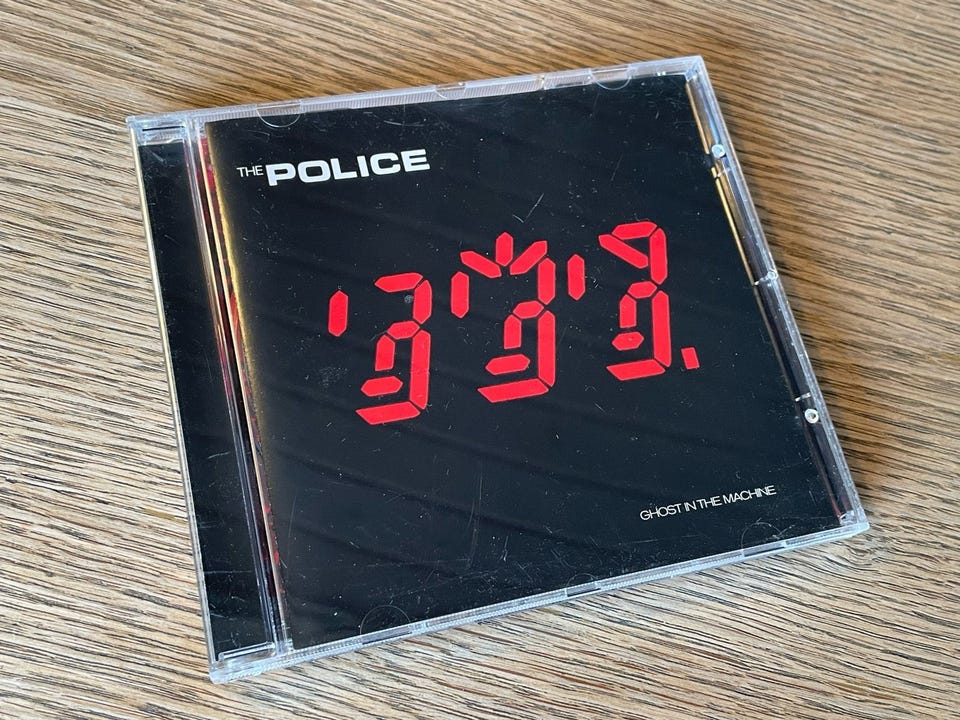 THE POLICE
GHOST IN THE MACHINE